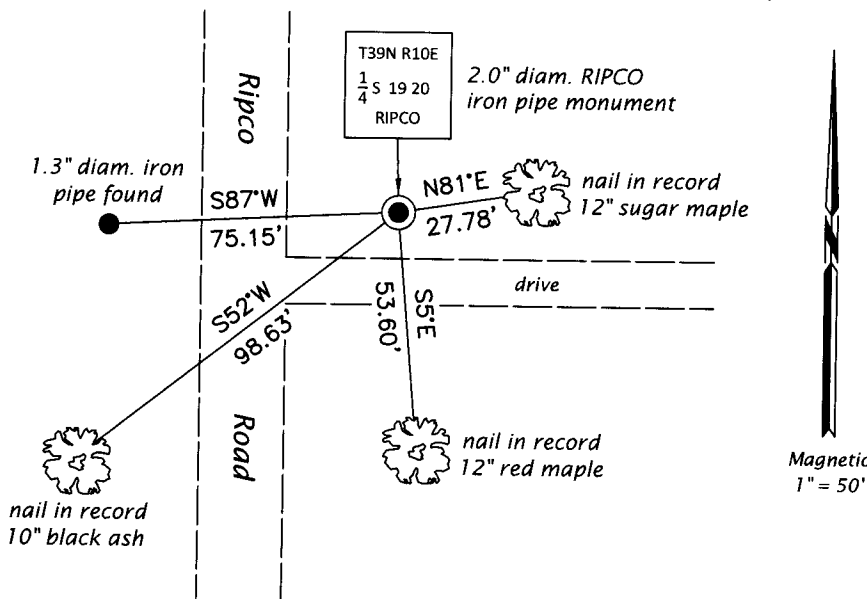 T39N R10E
1/4 S 19 20
RIPCO
2.0" diam. RIPCO
iron pipe monument
Ripco
1.3" diam. iron
pipe found
S87°W
75.15'
N81°E
27.78'
nail in record
12" sugar maple
drive
S52°W
98.63'
S5°E
53.60'
Road
nail in record
12" red maple
nail in record
10" black ash
N
Magnetic
1" = 50'